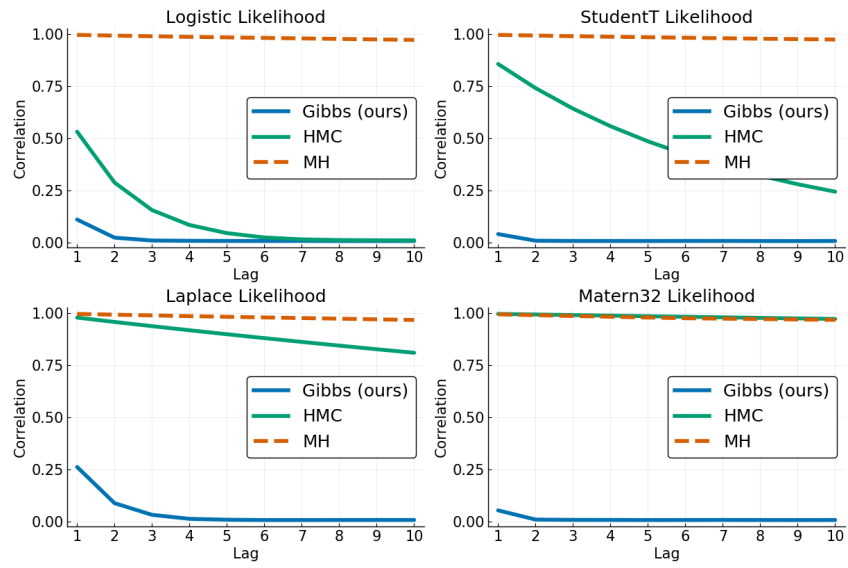 Logistic Likelihood
1.00
0.75
0.50
0.25
0.00
Correlation
Gibbs (ours)
HMC
MH
1 2 3 4 5 6 7 8 9 10
Lag
StudentT Likelihood
1.00
0.75
0.50
0.25
0.00
Correlation
Gibbs (ours)
HMC
MH
1 2 3 4 5 6 7 8 9 10
Lag
Laplace Likelihood
1.00
0.75
0.50
0.25
0.00
Correlation
Gibbs (ours)
HMC
MH
1 2 3 4 5 6 7 8 9 10
Lag
Matern32 Likelihood
1.00
0.75
0.50
0.25
0.00
Correlation
Gibbs (ours)
HMC
MH
1 2 3 4 5 6 7 8 9 10
Lag